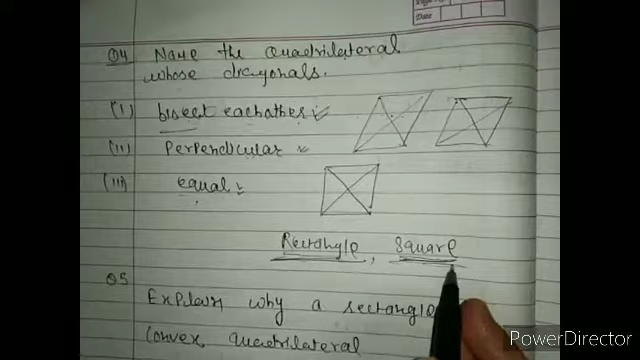 Date
Q4 Name the Quadrilateral
whose diagonals.
(i) bisect eachother
(ii) Perpendicular
(iii) equal
Rectangle, Square
Q5
Explain why a rectangle
Convex quadrilateral
PowerDirector